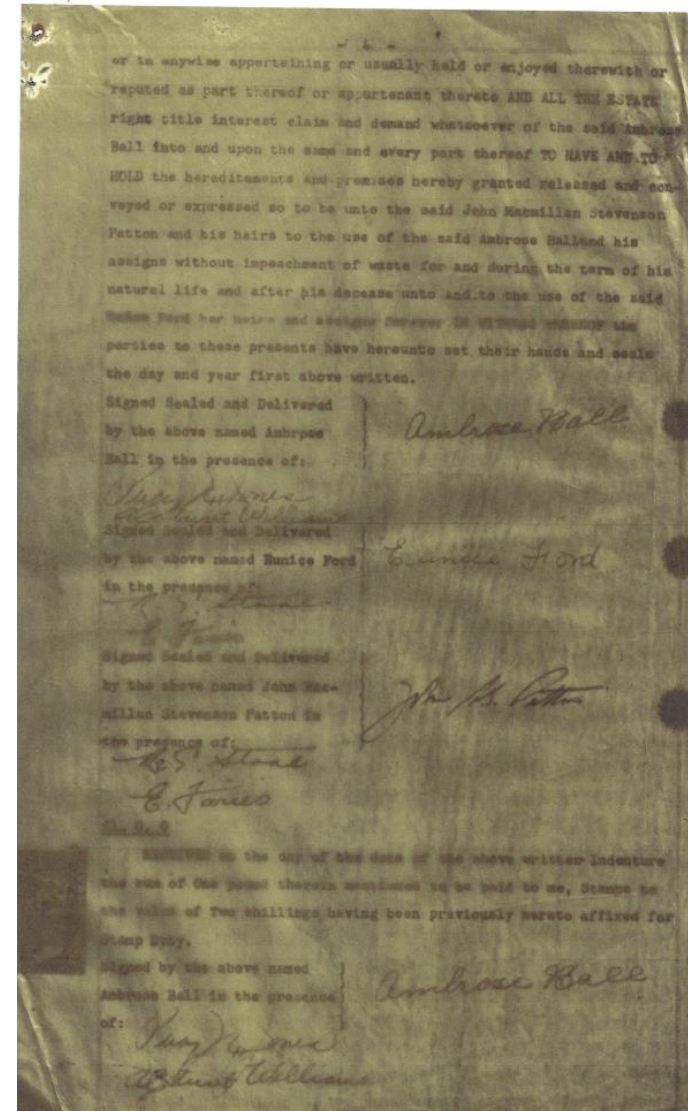 - 4 -
or in anywise appertaining or usually held or enjoyed therewith or
reputed as part thereof or appurtenant thereto AND ALL THE ESTATE
right title interest claim and demand whatsoever of the said Ambrose
Ball into and upon the same and every part thereof TO HAVE AND TO
HOLD the hereditaments and premises hereby granted released and con-
veyed or expressed so to be unto the said John Macmillan Stevenson
Patton and his heirs to the use of the said Ambrose Balland his
assigns without impeachment of waste for and during the term of his
natural life and after his decease unto and to the use of the said
Eunice Ford her heirs and assigns forever IN WITNESS WHEREOF the
parties to these presents have hereunto set their hands and seals
the day and year first above written.
Signed Sealed and Delivered
by the above named Ambrose
Ball in the presence of:
Ambrose Ball
Williams
Signed Sealed and Delivered
by the above named Eunice Ford
in the presence of:
Eunice Ford
E. Faries
Signed Sealed and Delivered
by the above named John Mac-
millan Stevenson Patton in
the presence of:
John S. Patton
E. Faries
RECEIVED on the day of the date of the above written Indenture
the sum of One pound therein mentioned to be paid to me, Stamps to
the value of Two shillings having been previously hereto affixed for
Stamp Duty.
Signed by the above named
Ambrose Ball in the presence
of:
Ambrose Ball
Williams